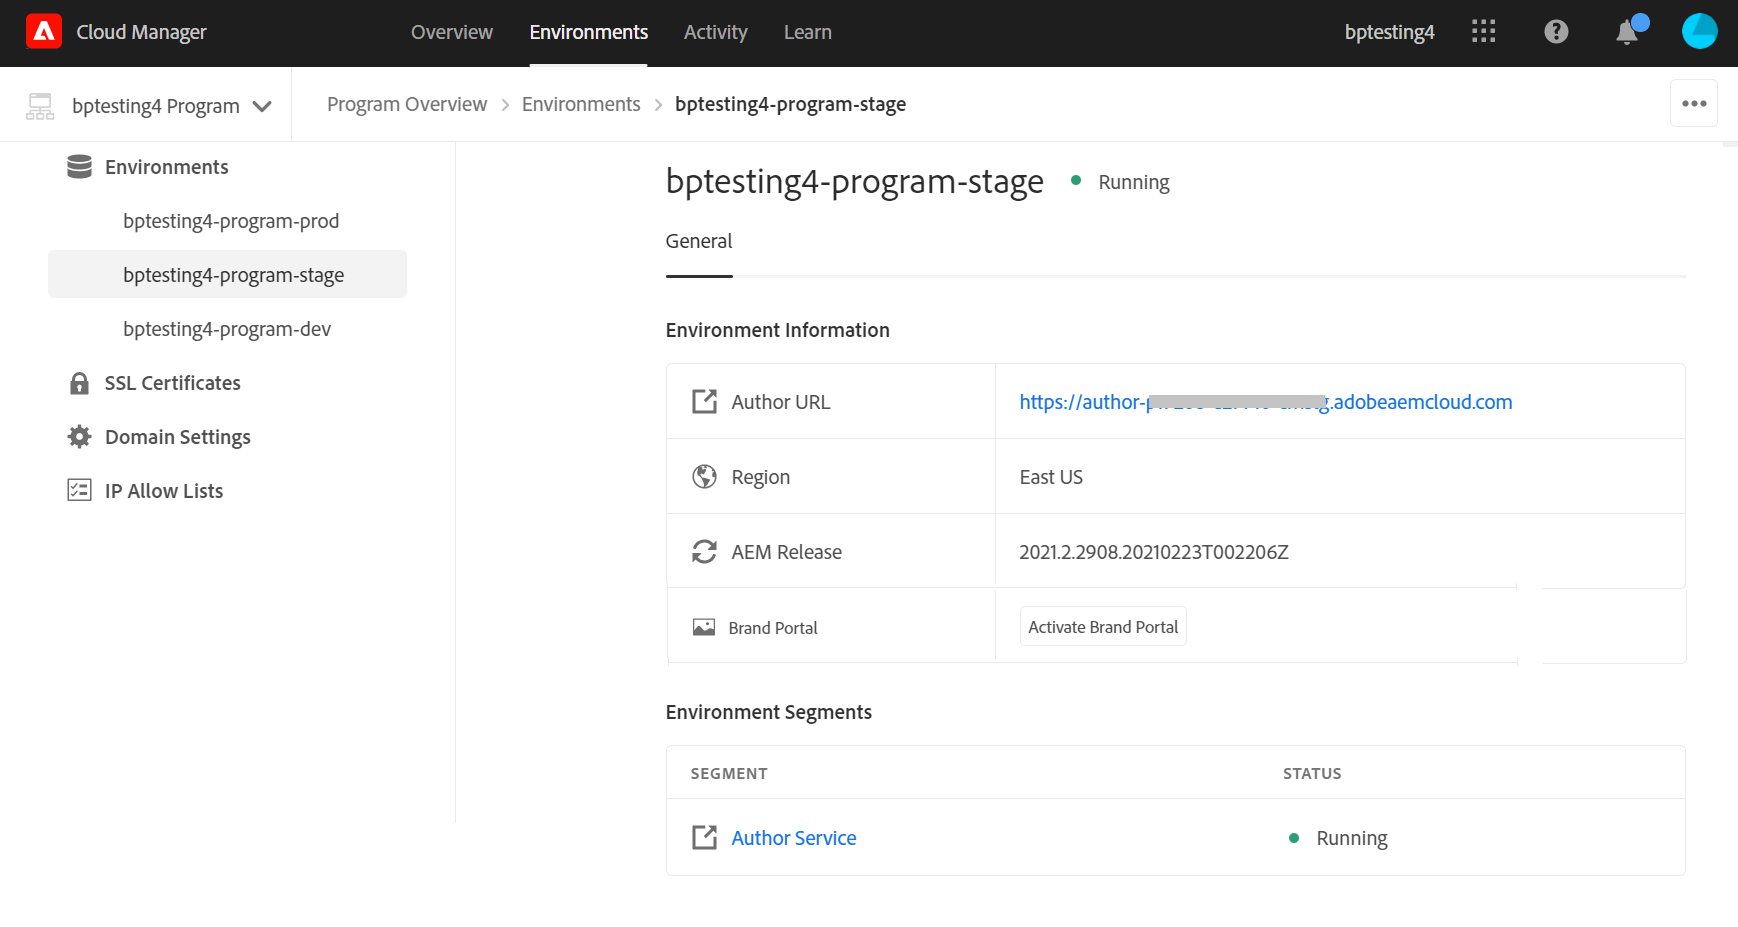 Cloud Manager
Overview
Environments
Activity
Learn
bptesting4
bptesting4 Program
Program Overview > Environments > bptesting4-program-stage
Environments
bptesting4-program-prod
bptesting4-program-stage
bptesting4-program-dev
SSL Certificates
Domain Settings
IP Allow Lists
bptesting4-program-stage
Running
General
Environment Information
Author URL
https://author-
.adobeaemcloud.com
Region
East US
AEM Release
2021.2.2908.20210223T002206Z
Brand Portal
Activate Brand Portal
Environment Segments
SEGMENT
STATUS
Author Service
Running